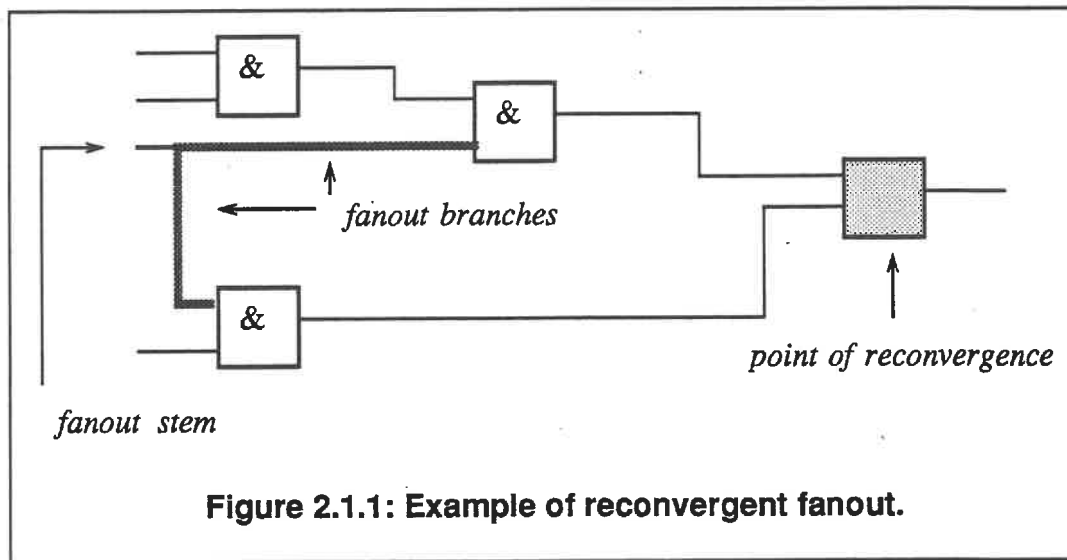 &
&
fanout branches
&
point of reconvergence
fanout stem
Figure 2.1.1: Example of reconvergent fanout.